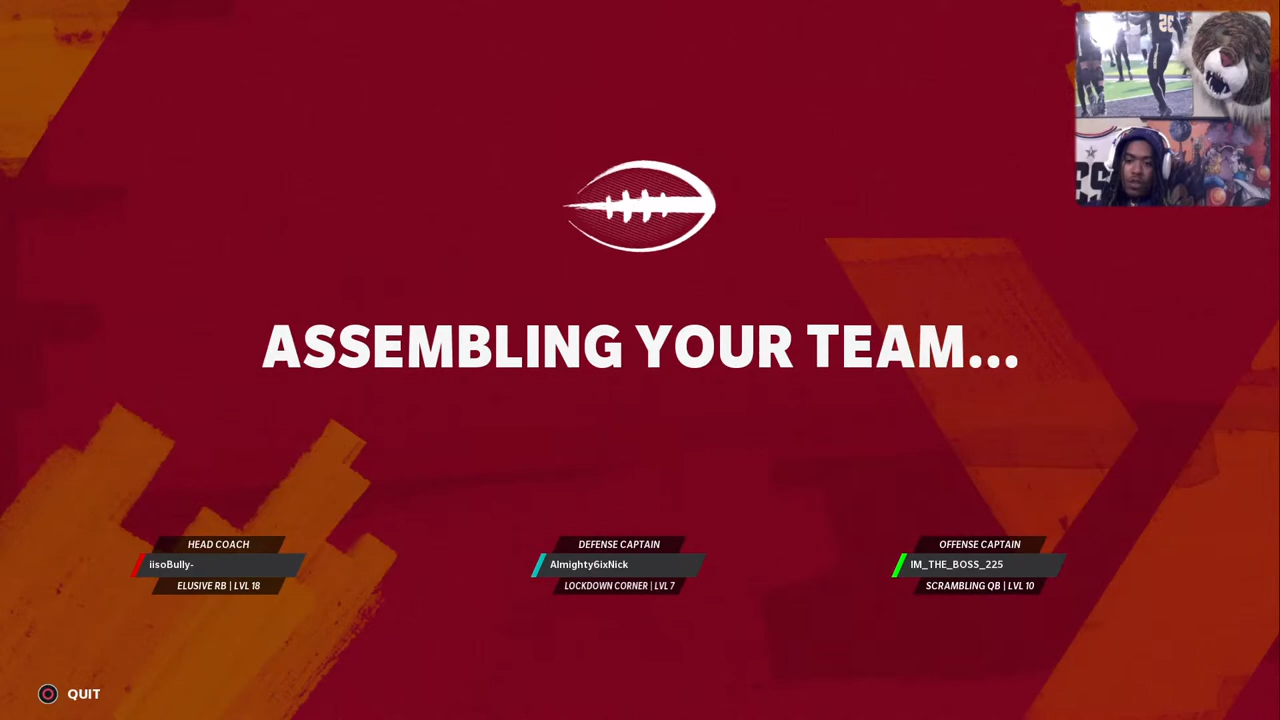 ASSEMBLING YOUR TEAM...
HEAD COACH
iisoBully-
ELUSIVE RB | LVL 18
DEFENSE CAPTAIN
Almighty6ixNick
LOCKDOWN CORNER | LVL 7
OFFENSE CAPTAIN
IM_THE_BOSS_225
SCRAMBLING QB | LVL 10
QUIT